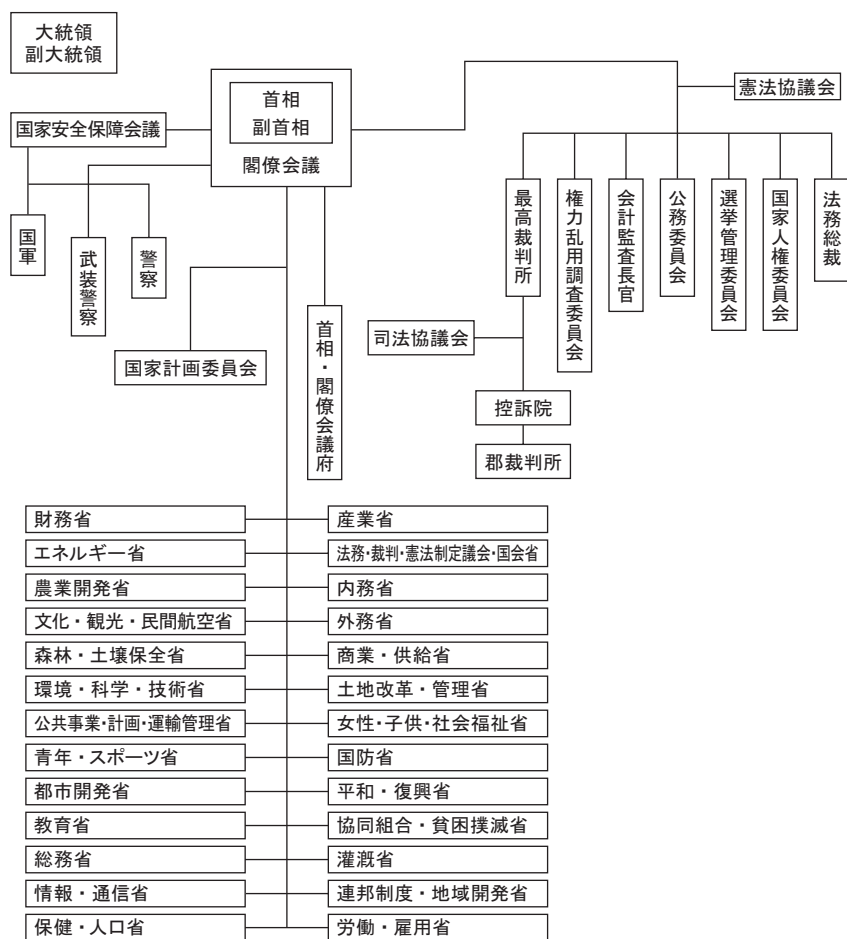 大統領
副大統領
首相
副首相
閣僚会議
国家安全保障会議
国軍
武装警察
警察
国家計画委員会
首相・閣僚会議府
憲法協議会
最高裁判所
権力乱用調査委員会
会計監査長官
公務委員会
選挙管理委員会
国家人権委員会
法務総裁
司法協議会
控訴院
郡裁判所
財務省
産業省
エネルギー省
法務・裁判・憲法制定議会・国会省
農業開発省
内務省
文化・観光・民間航空省
外務省
森林・土壌保全省
商業・供給省
環境・科学・技術省
土地改革・管理省
公共事業・計画・運輸管理省
女性・子供・社会福祉省
青年・スポーツ省
国防省
都市開発省
平和・復興省
教育省
協同組合・貧困撲滅省
総務省
灌漑省
情報・通信省
連邦制度・地域開発省
保健・人口省
労働・雇用省